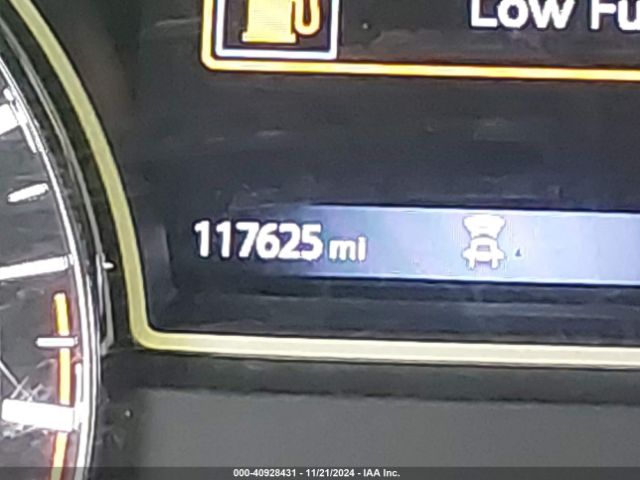 Low Fu
117625 mi
000-40928431 - 11/21/2024 - IAA Inc.